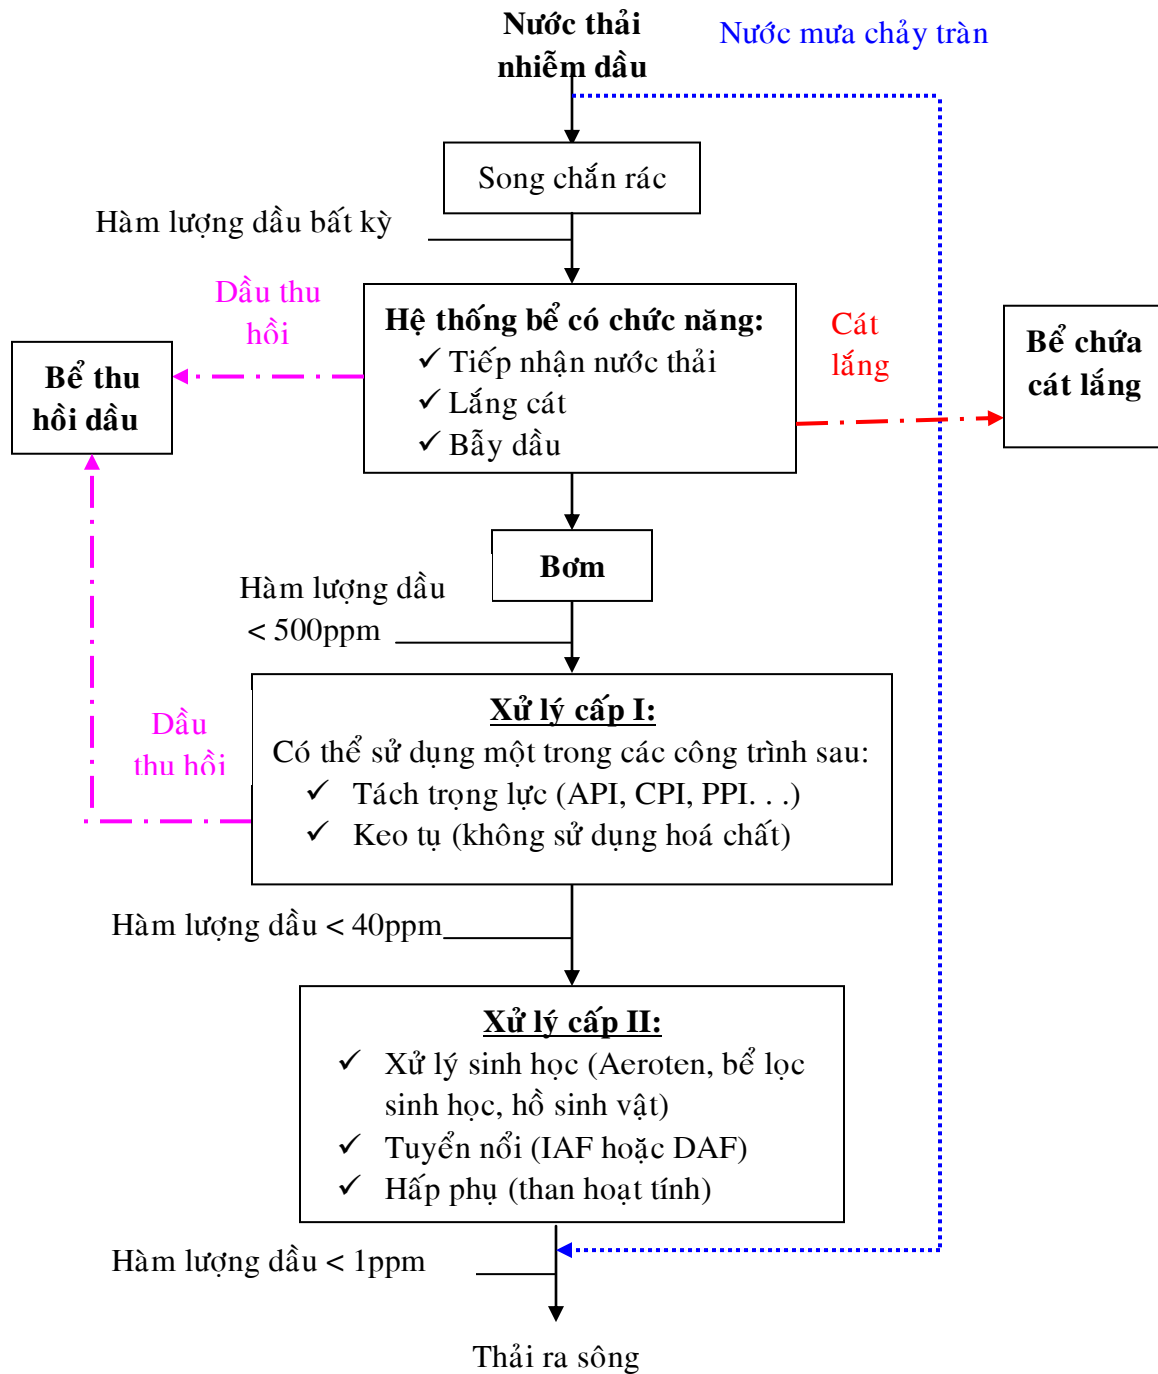 Nước thải
nhiễm dầu
Nước mưa chảy tràn
Song chắn rác
Hàm lượng dầu bất kỳ
Dầu thu
hồi
Hệ thống bể có chức năng:
✓ Tiếp nhận nước thải
✓ Lắng cát
✓ Bẫy dầu
Cát
lắng
Bể chứa
cát lắng
Bể thu
hồi dầu
Bơm
Hàm lượng dầu
< 500ppm
Xử lý cấp I:
Có thể sử dụng một trong các công trình sau:
✓ Tách trọng lực (API, CPI, PPI. . .)
✓ Keo tụ (không sử dụng hoá chất)
Dầu
thu hồi
Hàm lượng dầu < 40ppm
Xử lý cấp II:
✓ Xử lý sinh học (Aeroten, bể lọc
sinh học, hồ sinh vật)
✓ Tuyển nổi (IAF hoặc DAF)
✓ Hấp phụ (than hoạt tính)
Hàm lượng dầu < 1ppm
Thải ra sông